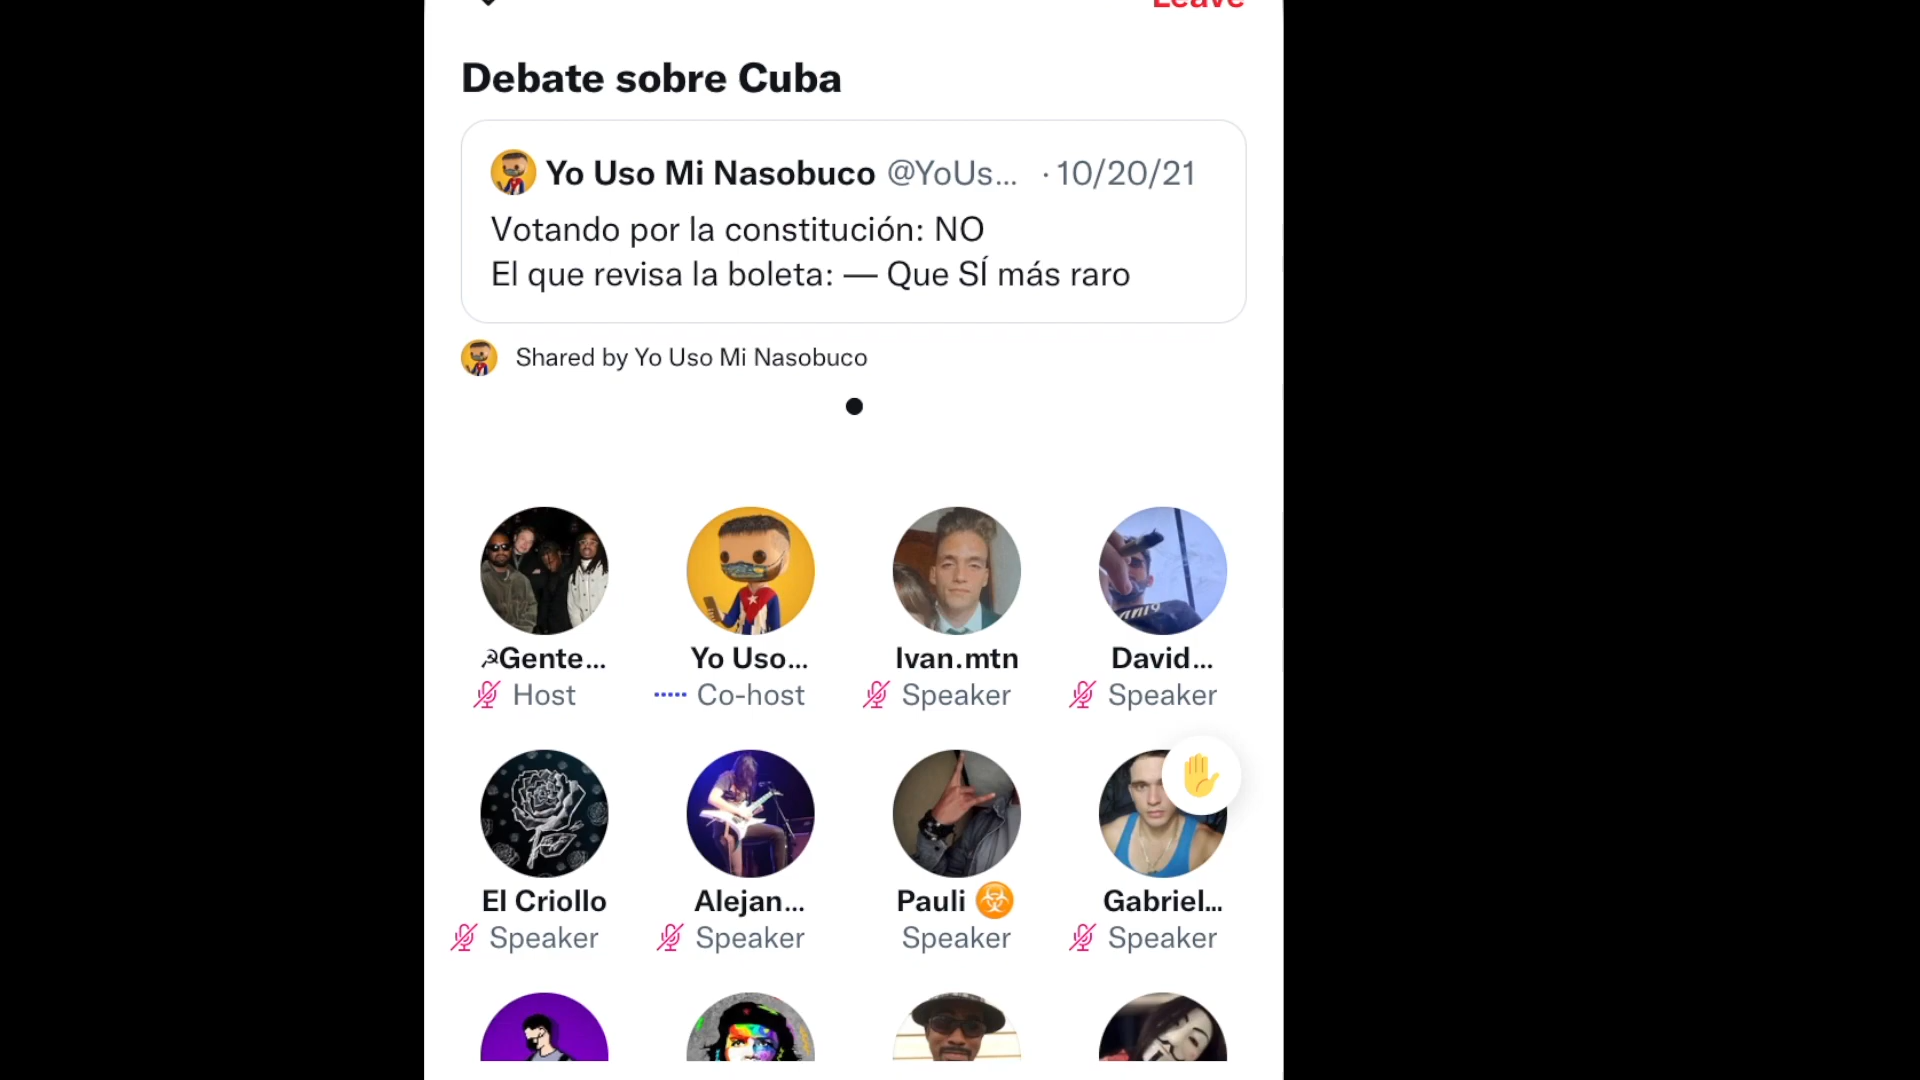 Leave
Debate sobre Cuba
Yo Uso Mi Nasobuco @YoUs... · 10/20/21
Votando por la constitución: NO
El que revisa la boleta: — Que SÍ más raro
Shared by Yo Uso Mi Nasobuco
☭Gente... Yo Uso... Ivan.mtn David...
Host Co-host Speaker Speaker
El Criollo Alejan... Pauli ☣ Gabriel...
Speaker Speaker Speaker Speaker